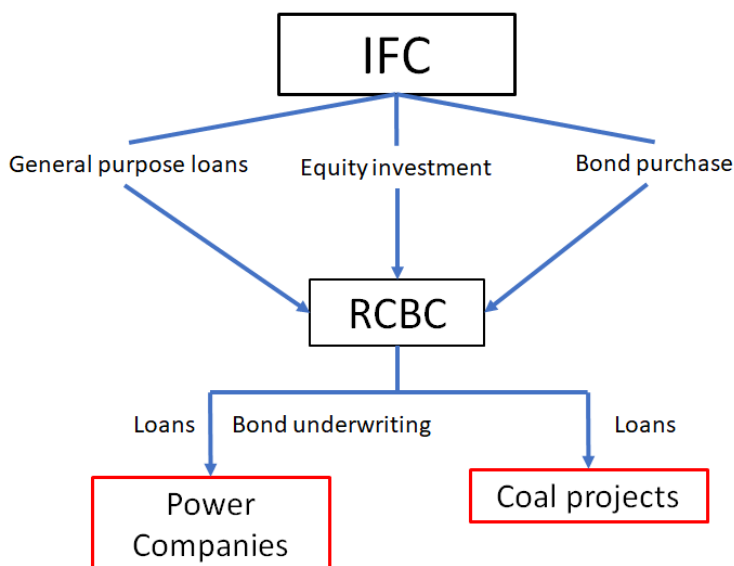 IFC
General purpose loans
Equity investment
Bond purchase
RCBC
Loans
Bond underwriting
Loans
Power
Companies
Coal projects